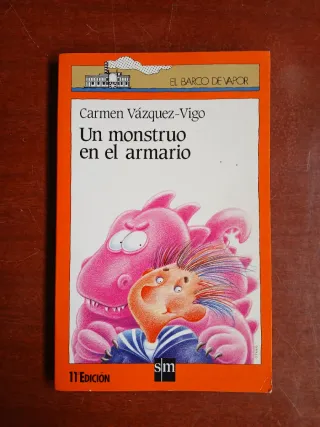 EL BARCO DE VAPOR
Carmen Vázquez-Vigo
Un monstruo
en el armario
11 EDICIÓN
sm